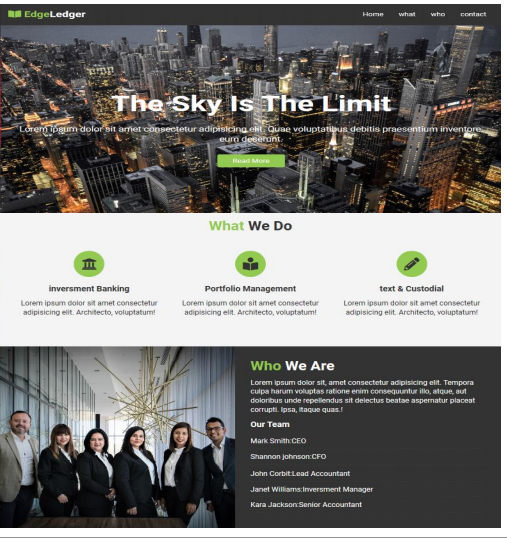 EdgeLedger
Home what who contact
The Sky Is The Limit
Lorem ipsum dolor sit amet consectetur adipisicing elit. Quae voluptatibus debitis praesentium inventore,
eum deserunt.
Read More
What We Do
inversment Banking
Lorem ipsum dolor sit amet consectetur
adipisicing elit. Architecto, voluptatum!
Portfolio Management
Lorem ipsum dolor sit amet consectetur
adipisicing elit. Architecto, voluptatum!
text & Custodial
Lorem ipsum dolor sit amet consectetur
adipisicing elit. Architecto, voluptatum!
Who We Are
Lorem ipsum dolor sit, amet consectetur adipisicing elit. Tempora
culpa harum voluptas ratione enim consequuntur illo, atque, aut
doloribus unde repellendus sit delectus beatae aspernatur placeat
corrupti. Ipsa, itaque quas.!
Our Team
Mark Smith:CEO
Shannon johnson:CFO
John Corbit:Lead Accountant
Janet Williams:Inversment Manager
Kara Jackson:Senior Accountant